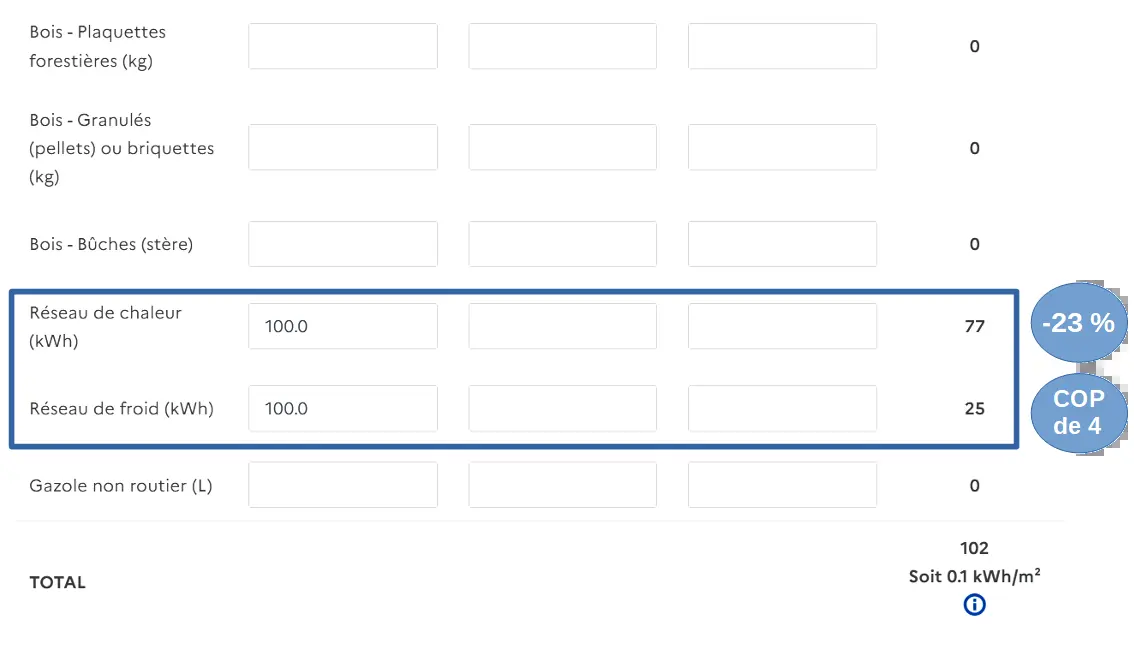 Bois - Plaquettes
forestières (kg)
0
Bois - Granulés
(pellets) ou briquettes
(kg)
0
Bois - Bûches (stère)
0
Réseau de chaleur
(kWh)
100.0
77
-23 %
Réseau de froid (kWh)
100.0
25
COP
de 4
Gazole non routier (L)
0
TOTAL
102
Soit 0.1 kWh/m²